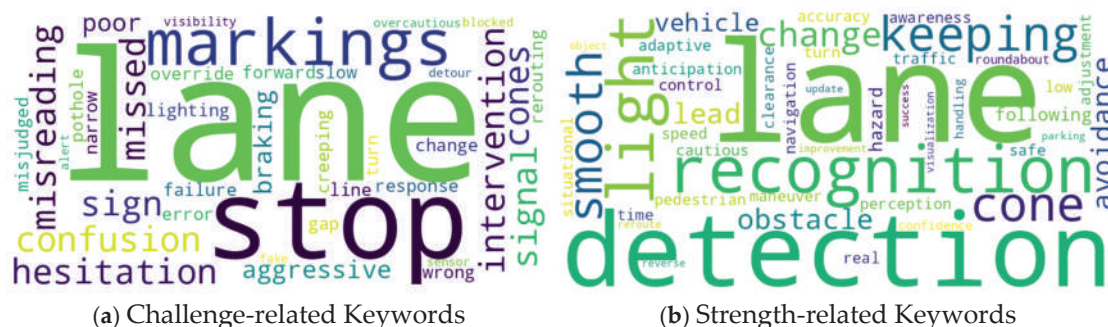 poor visibility overcautious blocked
misreading missed markings intervention cones rerouting
misjudged pothole narrow alert override forward slow detour
lane
lighting braking creeping turn change signal
sign failure line response
confusion error stop gap
hesitation aggressive fake sensor wrong
(a) Challenge-related Keywords
object vehicle accuracy awareness keeping
smooth light adaptive change turn traffic roundabout avoidance
anticipation control clearance navigation update low adjustment
lane
lead hazard success visualization handling following
speed cautious improvement safe parking
situational recognition
pedestrian maneuver perception cone
time obstacle confidence
reroute reverse detection real
(b) Strength-related Keywords